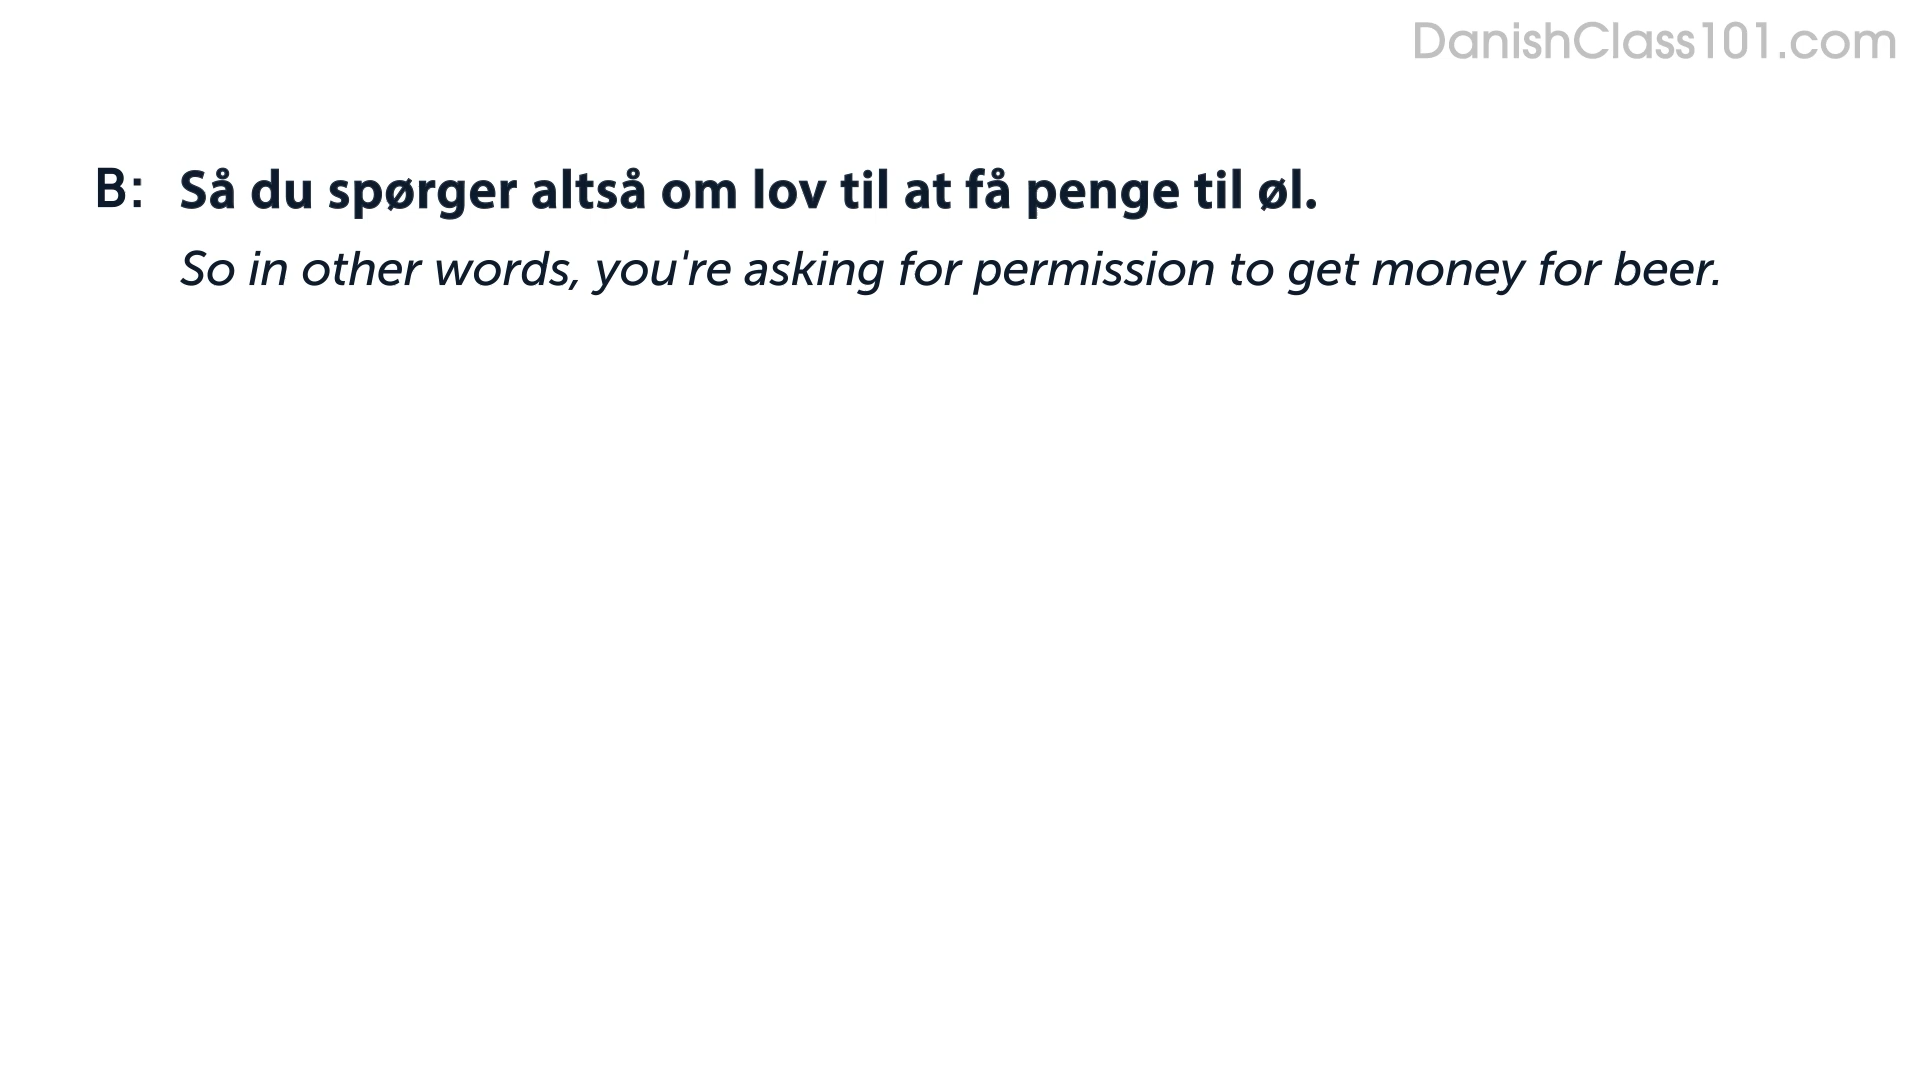 DanishClass101.com
B: Så du spørger altså om lov til at få penge til øl.
So in other words, you're asking for permission to get money for beer.